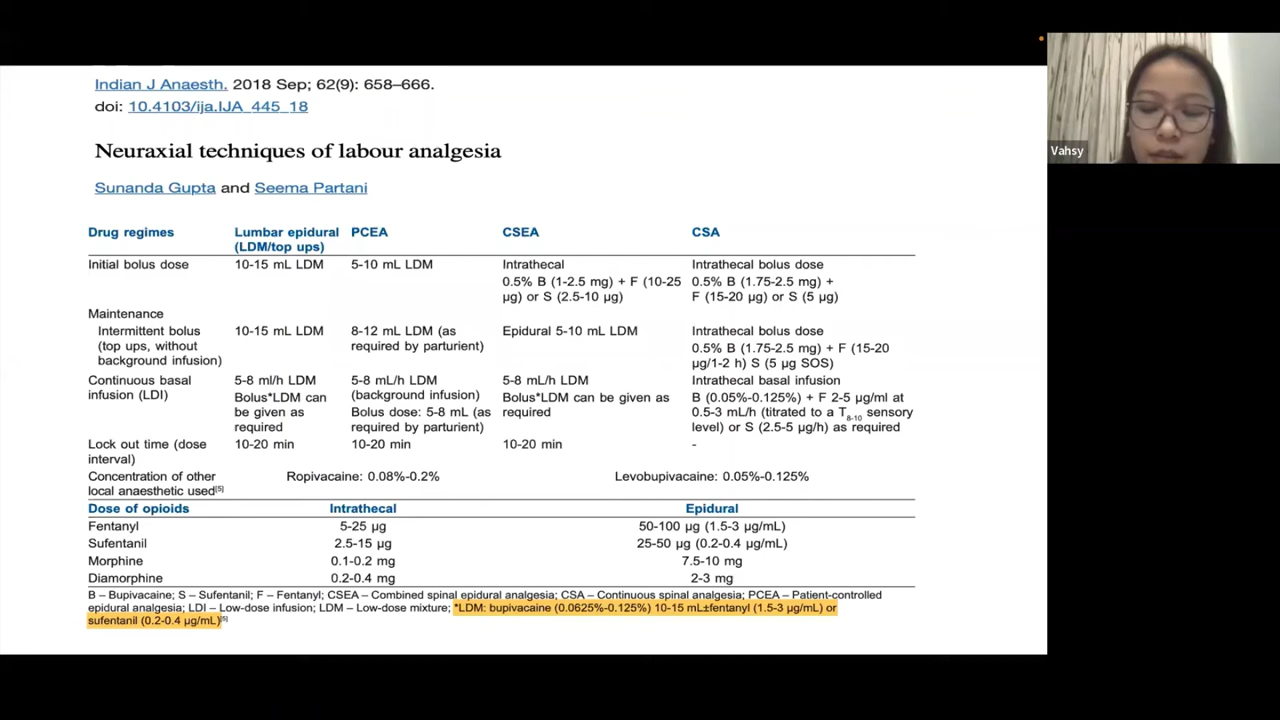 Indian J Anaesth. 2018 Sep; 62(9): 658–666.
doi: 10.4103/ija.IJA_445_18
Neuraxial techniques of labour analgesia
Sunanda Gupta and Seema Partani
Vahsy
Drug regimes Lumbar epidural (LDM/top ups) PCEA CSEA CSA
Initial bolus dose 10-15 mL LDM 5-10 mL LDM Intrathecal 0.5% B (1-2.5 mg) + F (10-25 µg) or S (2.5-10 µg) Intrathecal bolus dose 0.5% B (1.75-2.5 mg) + F (15-20 µg) or S (5 µg)
Maintenance
Intermittent bolus (top ups, without background infusion) 10-15 mL LDM 8-12 mL LDM (as required by parturient) Epidural 5-10 mL LDM Intrathecal bolus dose 0.5% B (1.75-2.5 mg) + F (15-20 µg/1-2 h) S (5 µg SOS)
Continuous basal infusion (LDI) 5-8 ml/h LDM Bolus*LDM can be given as required 5-8 mL/h LDM (background infusion) Bolus dose: 5-8 mL (as required by parturient) 5-8 mL/h LDM Bolus*LDM can be given as required Intrathecal basal infusion B (0.05%-0.125%) + F 2-5 µg/ml at 0.5-3 mL/h (titrated to a T8-10 sensory level) or S (2.5-5 µg/h) as required
Lock out time (dose interval) 10-20 min 10-20 min 10-20 min -
Concentration of other local anaesthetic used[5] Ropivacaine: 0.08%-0.2% Levobupivacaine: 0.05%-0.125%
Dose of opioids Intrathecal Epidural
Fentanyl 5-25 µg 50-100 µg (1.5-3 µg/mL)
Sufentanil 2.5-15 µg 25-50 µg (0.2-0.4 µg/mL)
Morphine 0.1-0.2 mg 7.5-10 mg
Diamorphine 0.2-0.4 mg 2-3 mg
B – Bupivacaine; S – Sufentanil; F – Fentanyl; CSEA – Combined spinal epidural analgesia; CSA – Continuous spinal analgesia; PCEA – Patient-controlled
epidural analgesia; LDI – Low-dose infusion; LDM – Low-dose mixture; *LDM: bupivacaine (0.0625%-0.125%) 10-15 mL±fentanyl (1.5-3 µg/mL) or
sufentanil (0.2-0.4 µg/mL)[5]